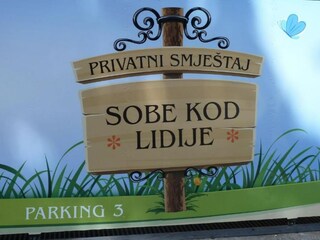 PRIVATNI SMJEŠTAJ
SOBE KOD
* LIDIJE *
PARKING 3